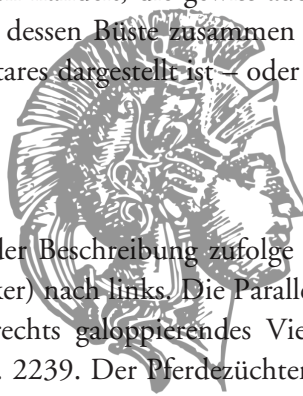 dessen Büste zusammen
tares dargestellt ist – oder
der Beschreibung zufolge
ker) nach links. Die Paralle
rechts galoppierendes Vie
. 2239. Der Pferdezüchter